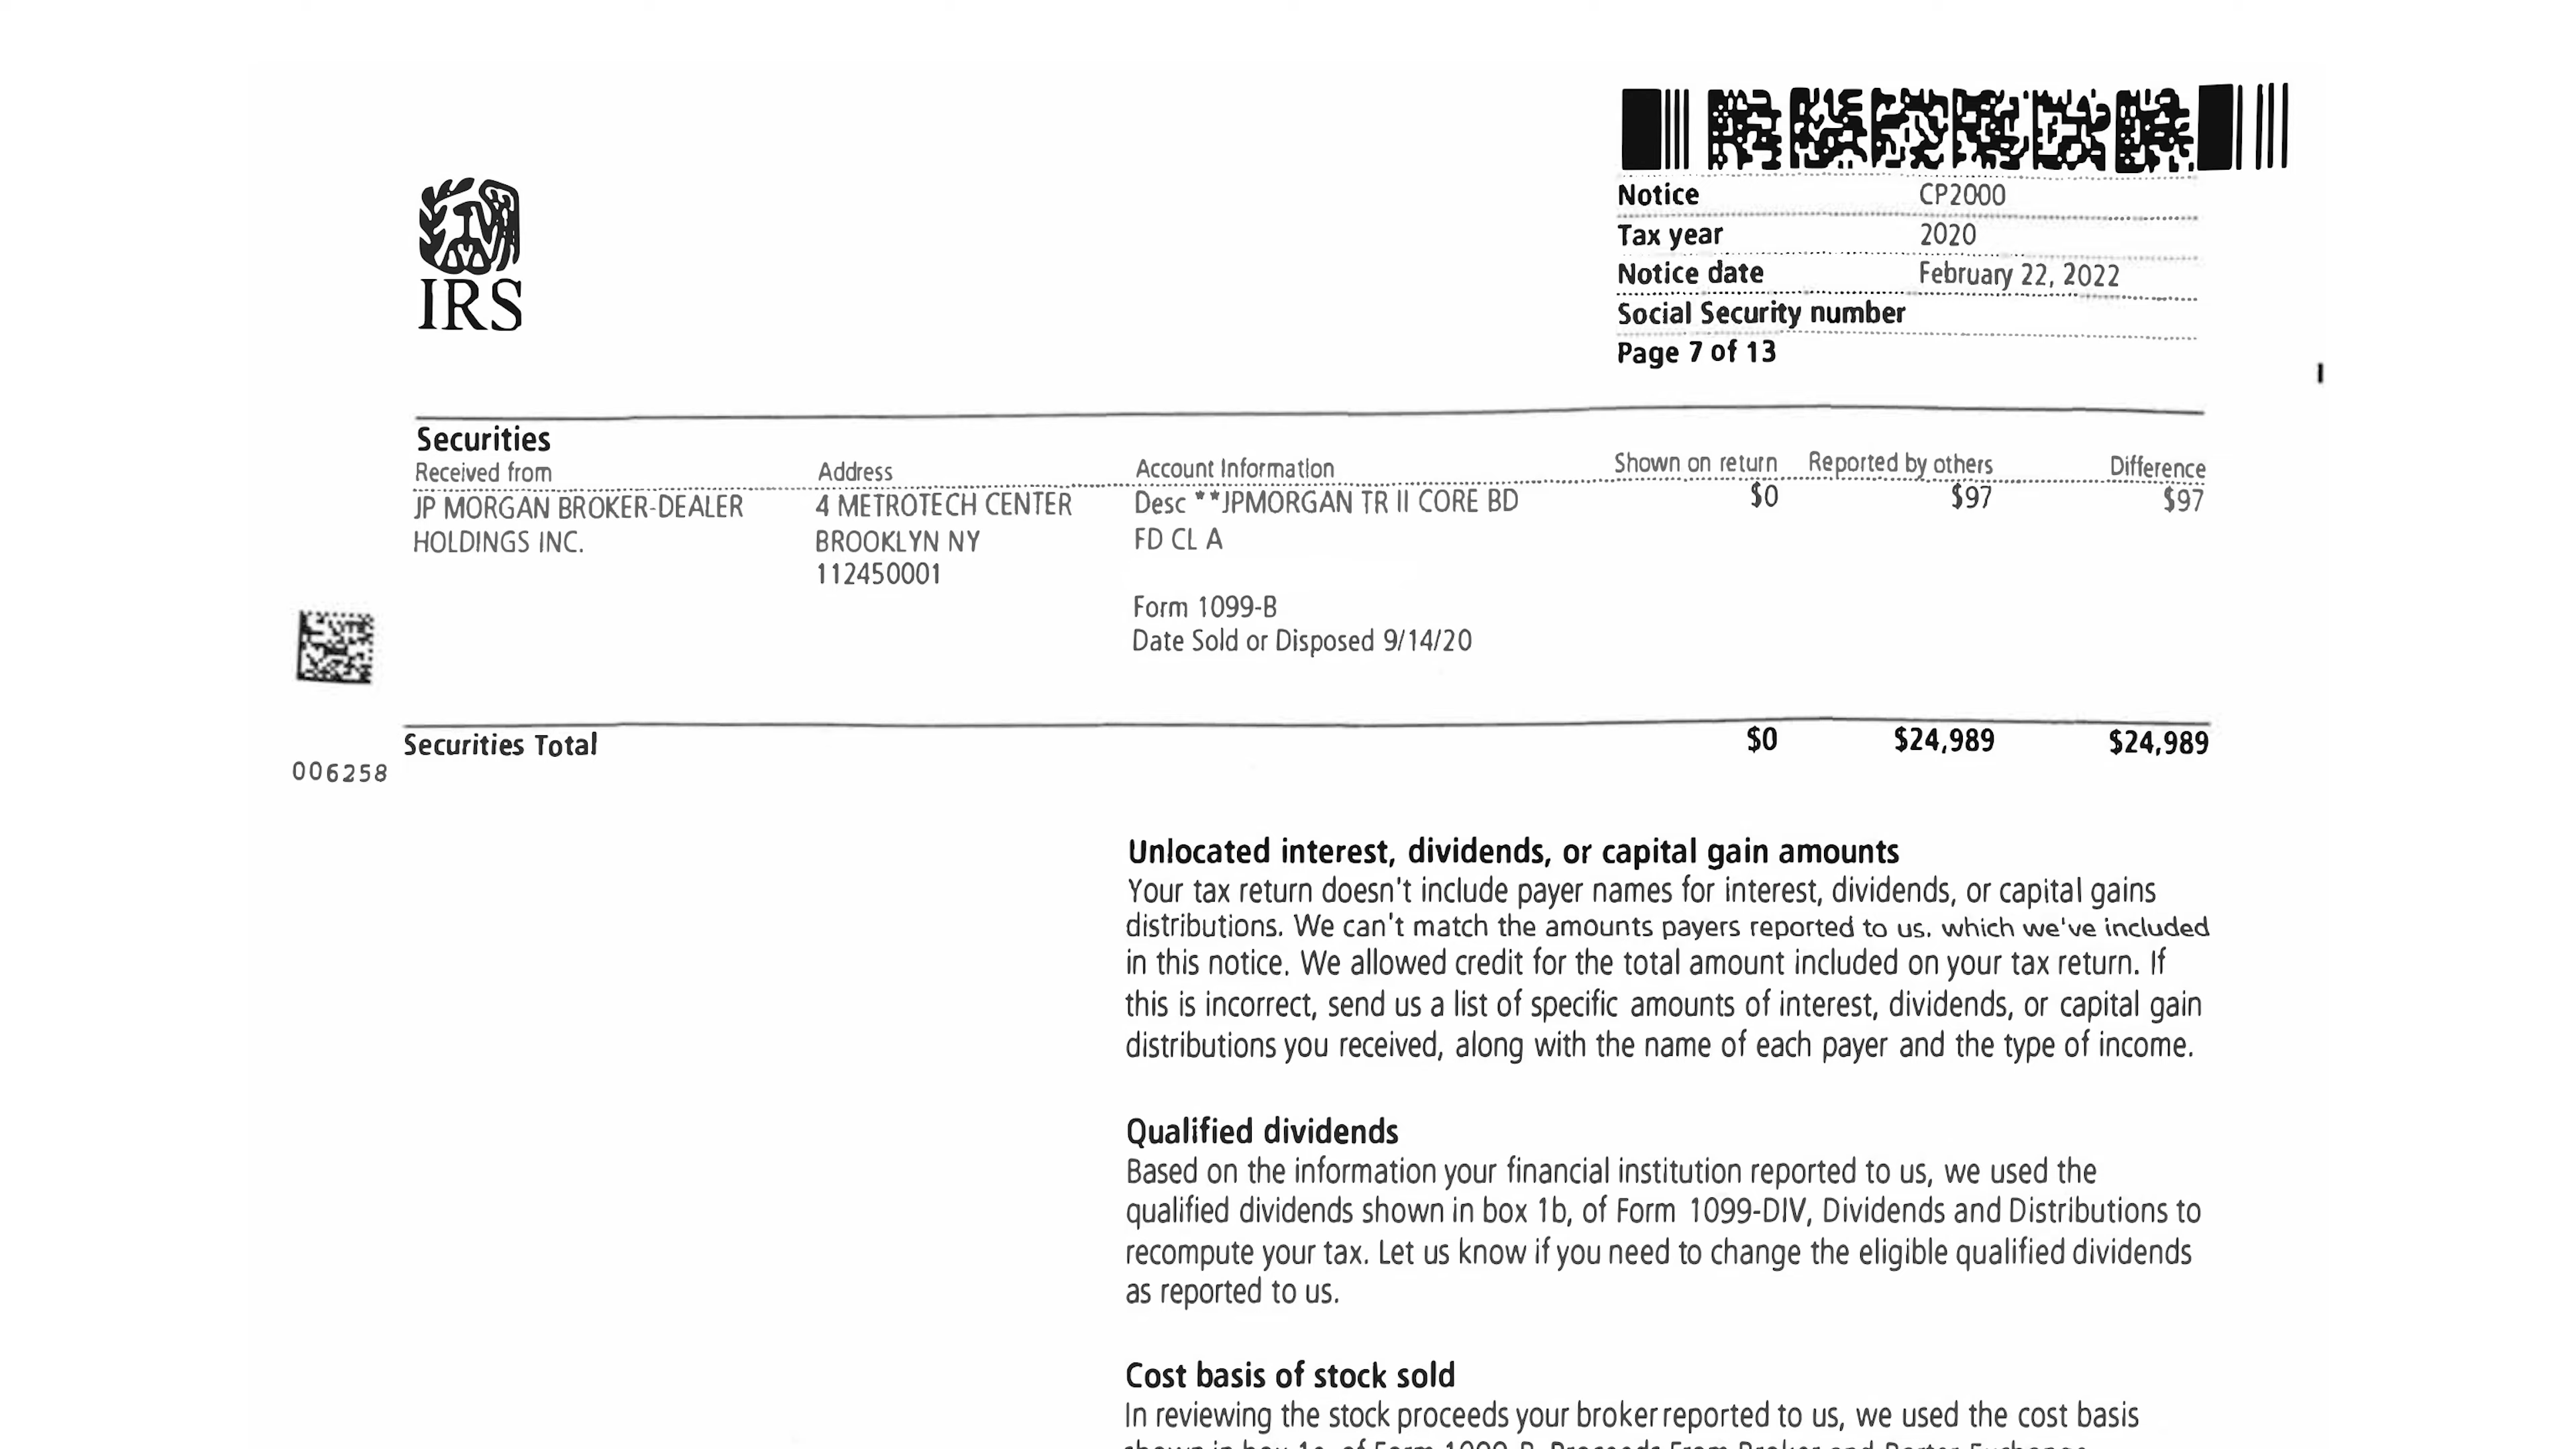 Notice CP2000
Tax year 2020
Notice date February 22, 2022
Social Security number
Page 7 of 13
IRS
Securities
Received from Address Account Information Shown on return Reported by others Difference
JP MORGAN BROKER-DEALER 4 METROTECH CENTER Desc **JPMORGAN TR II CORE BD $0 $97 $97
HOLDINGS INC. BROOKLYN NY FD CL A
112450001
Form 1099-B
Date Sold or Disposed 9/14/20
Securities Total $0 $24,989 $24,989
006258
Unlocated interest, dividends, or capital gain amounts
Your tax return doesn't include payer names for interest, dividends, or capital gains
distributions. We can't match the amounts payers reported to us, which we've included
in this notice. We allowed credit for the total amount included on your tax return. If
this is incorrect, send us a list of specific amounts of interest, dividends, or capital gain
distributions you received, along with the name of each payer and the type of income.
Qualified dividends
Based on the information your financial institution reported to us, we used the
qualified dividends shown in box 1b, of Form 1099-DIV, Dividends and Distributions to
recompute your tax. Let us know if you need to change the eligible qualified dividends
as reported to us.
Cost basis of stock sold
In reviewing the stock proceeds your broker reported to us, we used the cost basis